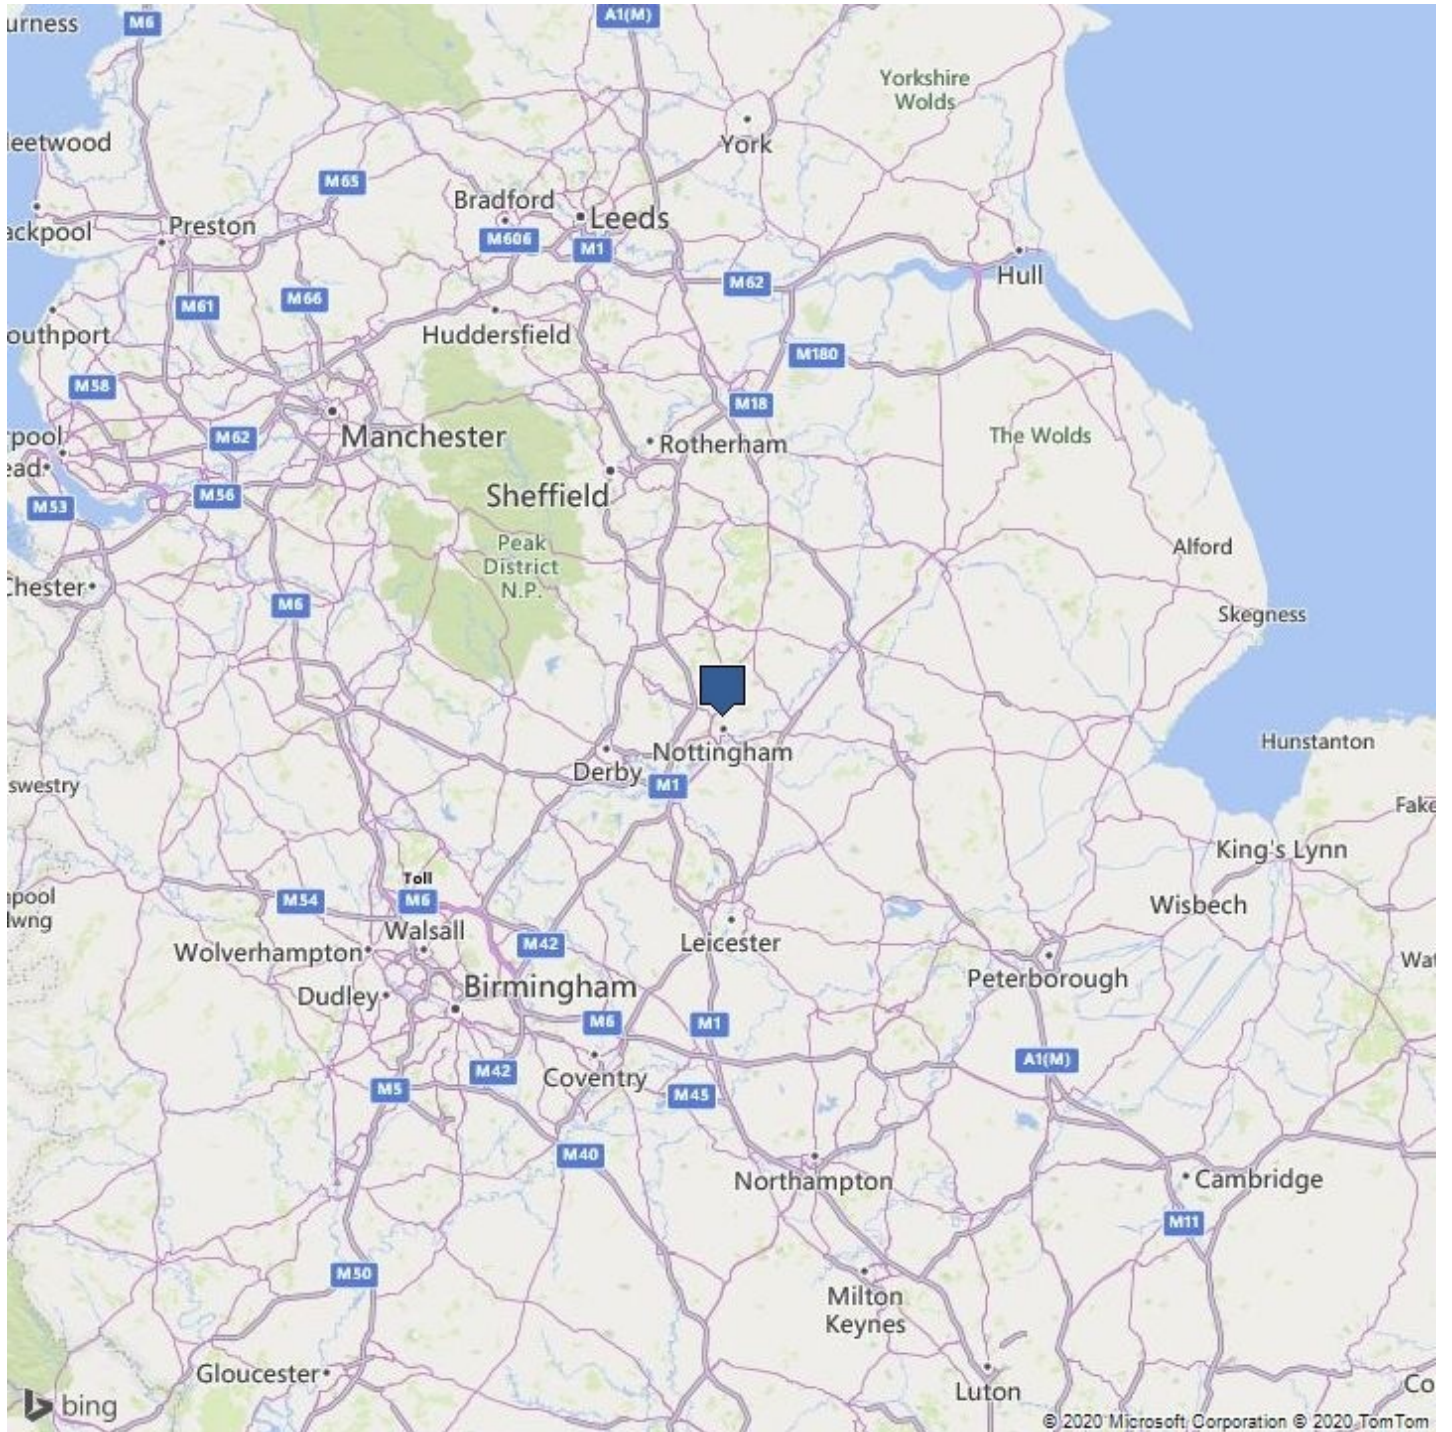 urness
M6
A1(M)
Yorkshire
Wolds
leetwood
York
M65
Bradford
Leeds
ackpool
Preston
M606
M1
Hull
M62
M61
M66
outhport
Huddersfield
M180
M58
M18
rpool
M62
Manchester
Rotherham
The Wolds
ead
M56
Sheffield
M53
Peak
District
N.P.
Alford
Chester
M6
Skegness
Nottingham
Hunstanton
Derby
M1
swestry
Fake
King's Lynn
Toll
M6
M54
apool
lwng
Wisbech
Walsall
Wolverhampton
M42
Leicester
Wat
Peterborough
Birmingham
Dudley
M6
M1
A1(M)
M42
Coventry
M5
M45
M40
Northampton
Cambridge
M11
M50
Milton
Keynes
Gloucester
Luton
Co
bing
© 2020 Microsoft Corporation © 2020 TomTom